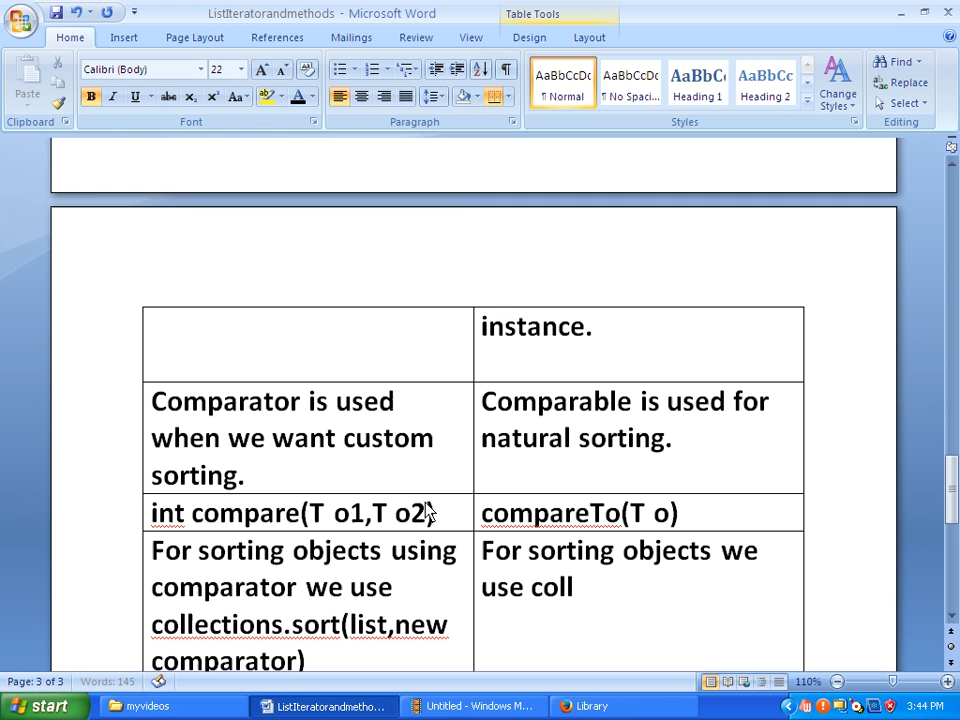 ListIteratorandmethods - Microsoft Word
Table Tools
Home Insert Page Layout References Mailings Review View Design Layout
Paste
Calibri (Body) 22
AaBbCcDc AaBbCcDc AaBbC AaBbCc
¶ Normal ¶ No Spaci... Heading 1 Heading 2
Change Styles
Find
Replace
Select
Clipboard Font Paragraph Styles Editing
instance.
Comparator is used
when we want custom
sorting.
Comparable is used for
natural sorting.
int compare(T o1,T o2)
compareTo(T o)
For sorting objects using
comparator we use
collections.sort(list,new
comparator)
For sorting objects we
use coll
Page: 3 of 3 Words: 145 110%
start myvideos ListIteratorandmetho... Untitled - Windows M... Library 3:44 PM